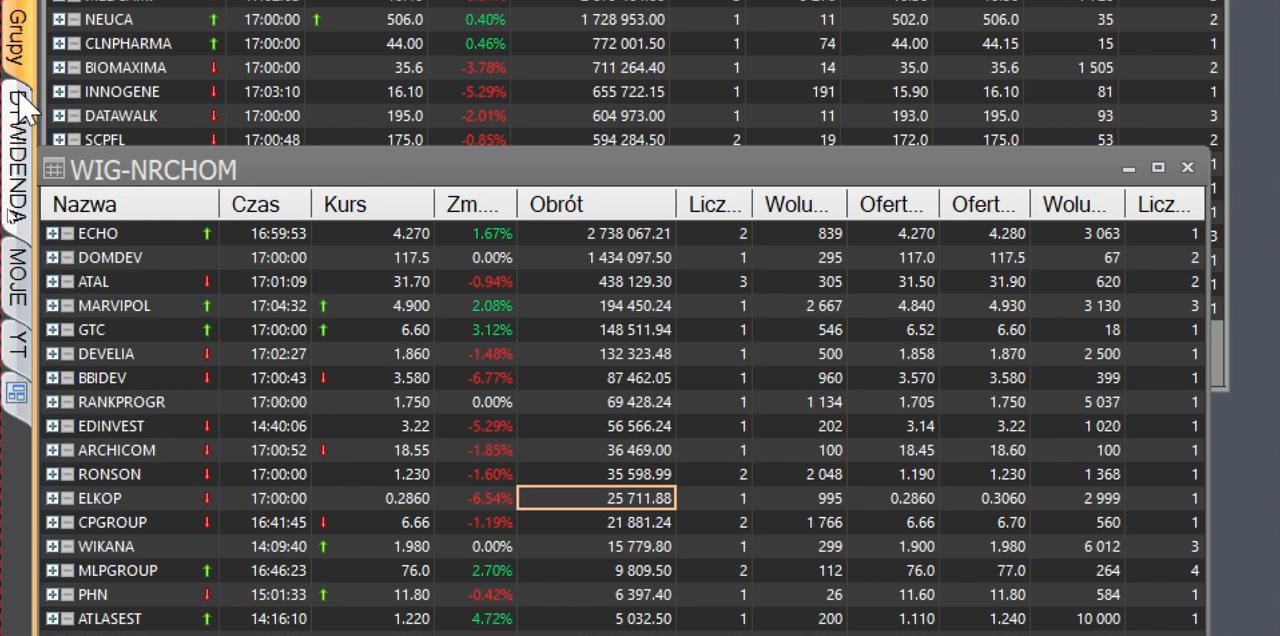 NEUCA 17:00:00 506.0 0.40% 1 728 953.00 1 11 502.0 506.0 35 2
CLNPHARMA 17:00:00 44.00 0.46% 772 001.50 1 74 44.00 44.15 15 1
BIOMAXIMA 17:00:00 35.6 -3.78% 711 264.40 1 14 35.0 35.6 1 505 2
INNOGENE 17:03:10 16.10 -5.29% 655 722.15 1 191 15.90 16.10 81 1
DATAWALK 17:00:00 195.0 -2.01% 604 973.00 1 11 193.0 195.0 93 3
SCPFL 17:00:48 175.0 -0.85% 594 284.50 2 19 172.0 175.0 53 2
WIG-NRCHOM
Nazwa Czas Kurs Zm.... Obrót Licz... Wolu... Ofert... Ofert... Wolu... Licz...
ECHO 16:59:53 4.270 1.67% 2 738 067.21 2 839 4.270 4.280 3 063 1
DOMDEV 17:00:00 117.5 0.00% 1 434 097.50 1 295 117.0 117.5 67 2
ATAL 17:01:09 31.70 -0.94% 438 129.30 3 305 31.50 31.90 620 2
MARVIPOL 17:04:32 4.900 2.08% 194 450.24 1 2 667 4.840 4.930 3 130 3
GTC 17:00:00 6.60 3.12% 148 511.94 1 546 6.52 6.60 18 1
DEVELIA 17:02:27 1.860 -1.48% 132 323.48 1 500 1.858 1.870 2 500 1
BBIDEV 17:00:43 3.580 -6.77% 87 462.05 1 960 3.570 3.580 399 1
RANKPROGR 17:00:00 1.750 0.00% 69 428.24 1 1 134 1.705 1.750 5 037 1
EDINVEST 14:40:06 3.22 -5.29% 56 566.24 1 202 3.14 3.22 1 020 1
ARCHICOM 17:00:52 18.55 -1.85% 36 469.00 1 100 18.45 18.60 100 1
RONSON 17:00:00 1.230 -1.60% 35 598.99 2 2 048 1.190 1.230 1 368 1
ELKOP 17:00:00 0.2860 -6.54% 25 711.88 1 995 0.2860 0.3060 2 999 1
CPGROUP 16:41:45 6.66 -1.19% 21 881.24 2 1 766 6.66 6.70 560 1
WIKANA 14:09:40 1.980 0.00% 15 779.80 1 299 1.900 1.980 6 012 3
MLPGROUP 16:46:23 76.0 2.70% 9 809.50 2 112 76.0 77.0 264 4
PHN 15:01:33 11.80 -0.42% 6 397.40 1 26 11.60 11.80 584 1
ATLASEST 14:16:10 1.220 4.72% 5 032.50 1 200 1.110 1.240 10 000 1
Grupy
MOJE
YT